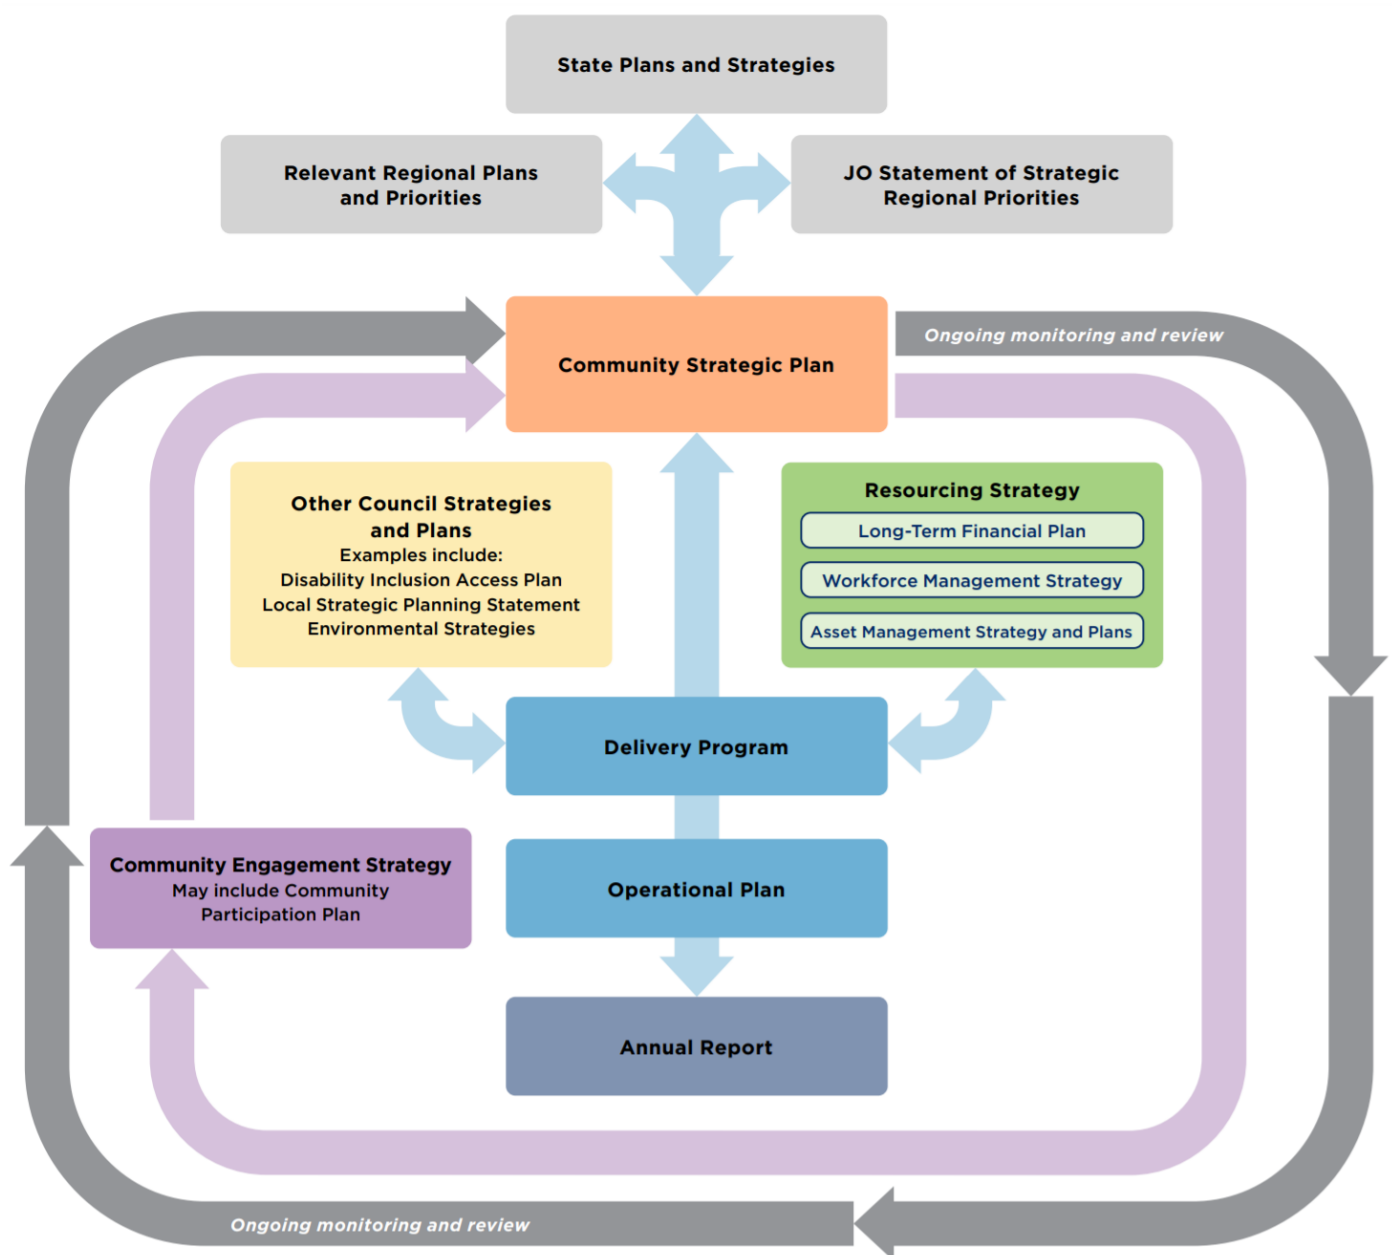 State Plans and Strategies
Relevant Regional Plans
and Priorities
JO Statement of Strategic
Regional Priorities
Community Strategic Plan
Ongoing monitoring and review
Other Council Strategies
and Plans
Examples include:
Disability Inclusion Access Plan
Local Strategic Planning Statement
Environmental Strategies
Resourcing Strategy
Long-Term Financial Plan
Workforce Management Strategy
Asset Management Strategy and Plans
Delivery Program
Community Engagement Strategy
May include Community
Participation Plan
Operational Plan
Annual Report
Ongoing monitoring and review